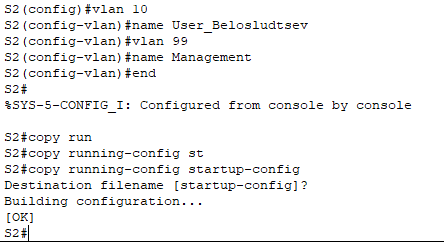 S2(config)#vlan 10
S2(config-vlan)#name User_Belosludtsev
S2(config-vlan)#vlan 99
S2(config-vlan)#name Management
S2(config-vlan)#end
S2#
%SYS-5-CONFIG_I: Configured from console by console

S2#copy run
S2#copy running-config st
S2#copy running-config startup-config
Destination filename [startup-config]?
Building configuration...
[OK]
S2#